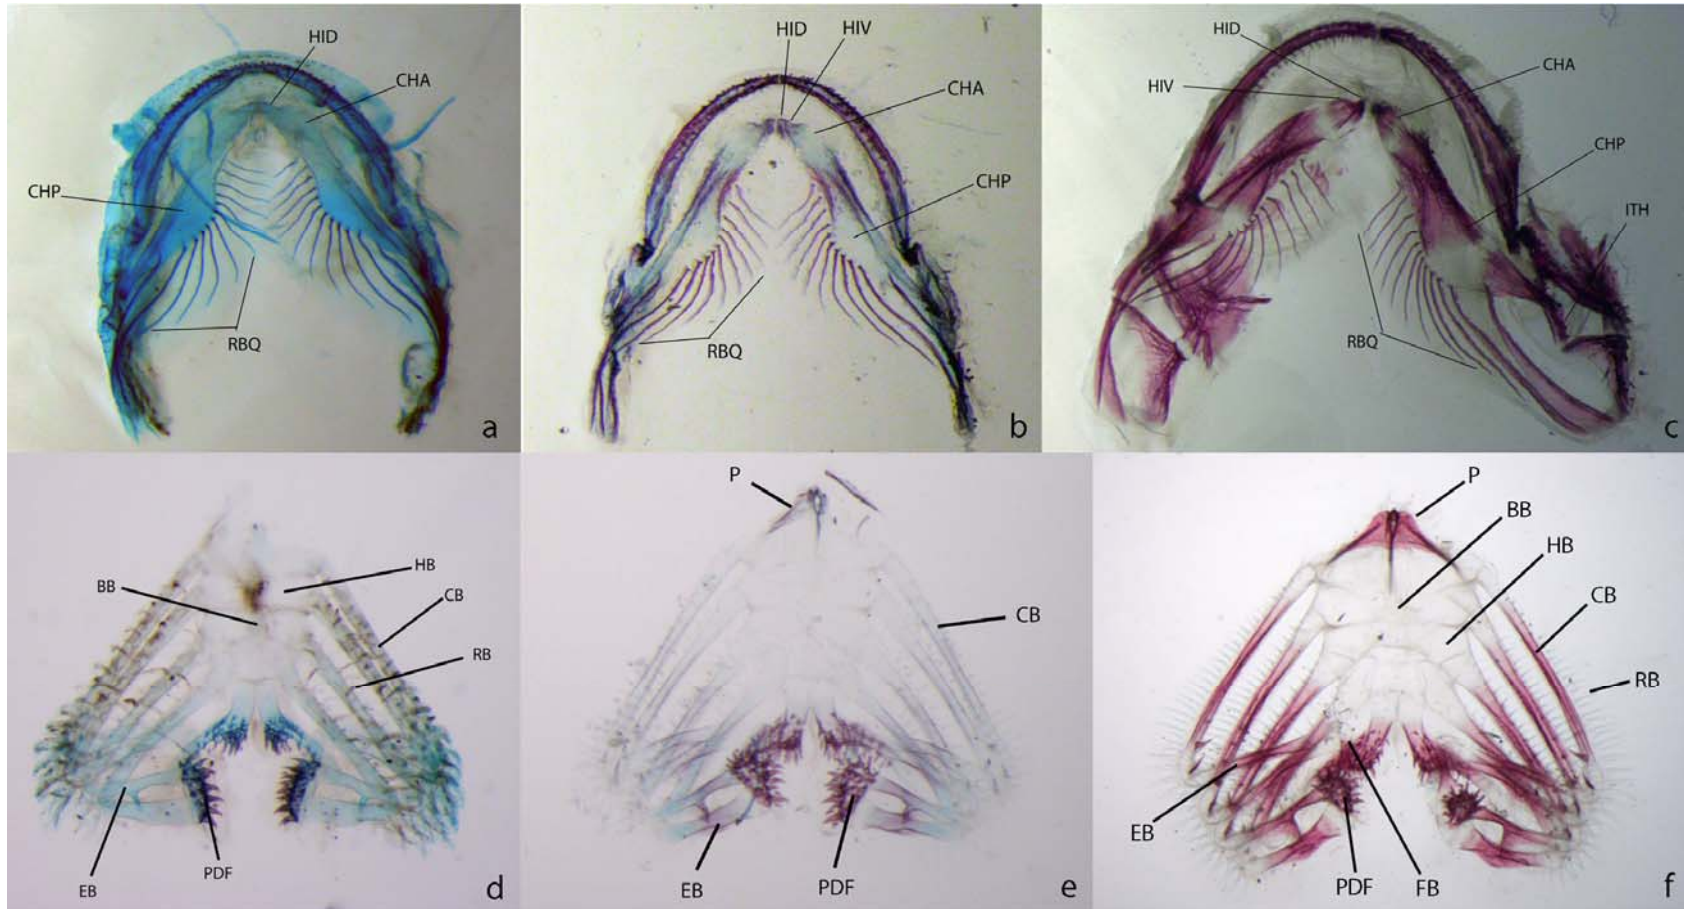 HID
CHA
CHP
RBQ
a
HID
HIV
CHA
CHP
RBQ
b
HID
HIV
CHA
CHP
ITH
RBQ
c
BB
HB
CB
RB
EB
PDF
d
P
CB
EB
PDF
e
P
BB
HB
CB
RB
EB
PDF
FB
f